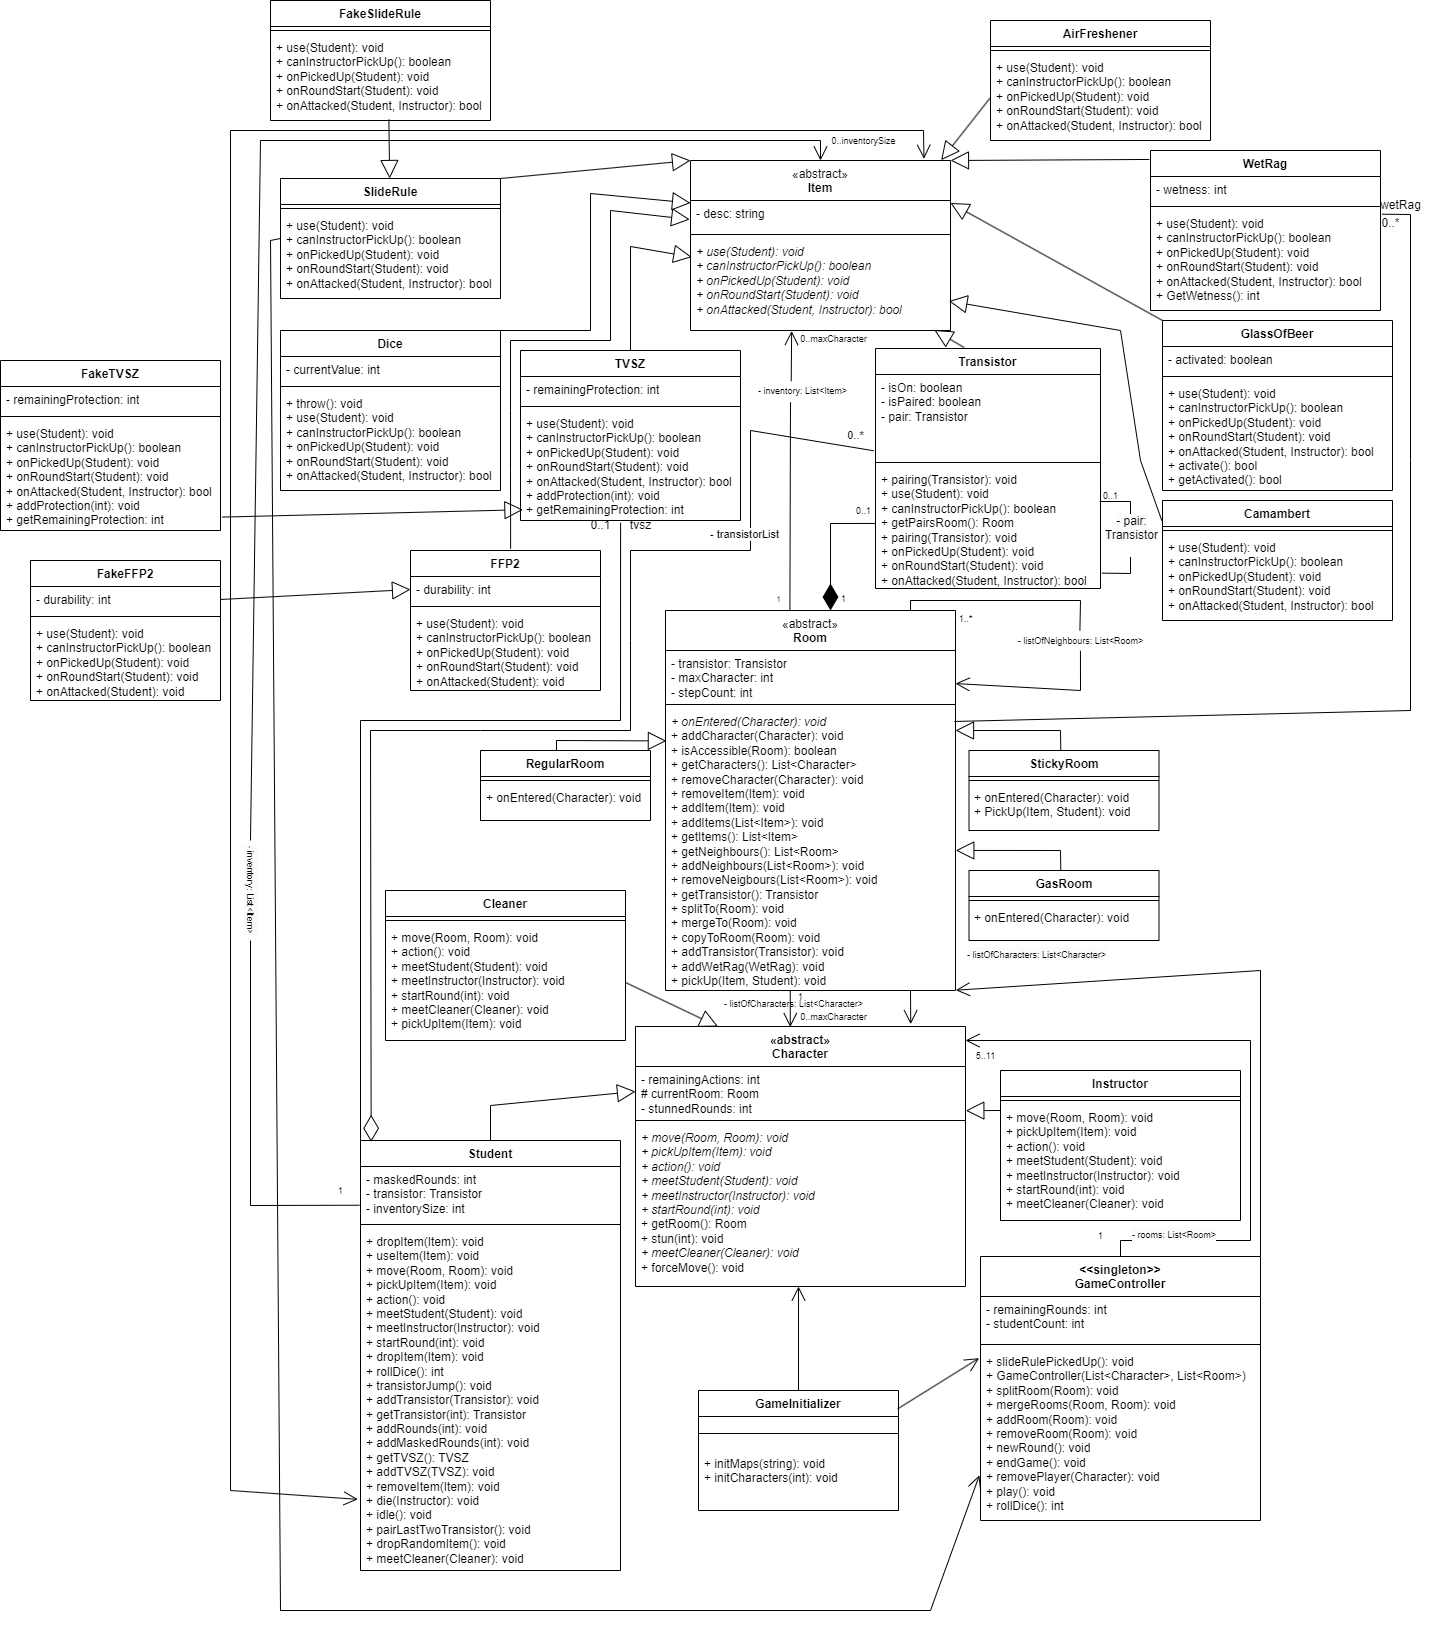 FakeSlideRule
+ use(Student): void
+ canInstructorPickUp(): boolean
+ onPickedUp(Student): void
+ onRoundStart(Student): void
+ onAttacked(Student, Instructor): bool
AirFreshener
+ use(Student): void
+ canInstructorPickUp(): boolean
+ onPickedUp(Student): void
+ onRoundStart(Student): void
+ onAttacked(Student, Instructor): bool
0..inventorySize
SlideRule
+ use(Student): void
+ canInstructorPickUp(): boolean
+ onPickedUp(Student): void
+ onRoundStart(Student): void
+ onAttacked(Student, Instructor): bool
«abstract»
Item
- desc: string
+ use(Student): void
+ canInstructorPickUp(): boolean
+ onPickedUp(Student): void
+ onRoundStart(Student): void
+ onAttacked(Student, Instructor): bool
WetRag
- wetness: int
+ use(Student): void
+ canInstructorPickUp(): boolean
+ onPickedUp(Student): void
+ onRoundStart(Student): void
+ onAttacked(Student, Instructor): bool
+ GetWetness(): int
wetRag
0..*
GlassOfBeer
- activated: boolean
+ use(Student): void
+ canInstructorPickUp(): boolean
+ onPickedUp(Student): void
+ onRoundStart(Student): void
+ onAttacked(Student, Instructor): bool
+ activate(): bool
+ getActivated(): bool
Dice
- currentValue: int
+ throw(): void
+ use(Student): void
+ canInstructorPickUp(): boolean
+ onPickedUp(Student): void
+ onRoundStart(Student): void
+ onAttacked(Student, Instructor): bool
TVSZ
- remainingProtection: int
+ use(Student): void
+ canInstructorPickUp(): boolean
+ onPickedUp(Student): void
+ onRoundStart(Student): void
+ onAttacked(Student, Instructor): bool
+ addProtection(int): void
+ getRemainingProtection: int
0..1
tvsz
0..maxCharacter
- inventory: List<Item>
Transistor
- isOn: boolean
- isPaired: boolean
- pair: Transistor
+ pairing(Transistor): void
+ use(Student): void
+ canInstructorPickUp(): boolean
+ getPairsRoom(): Room
+ pairing(Transistor): void
+ onPickedUp(Student): void
+ onRoundStart(Student): void
+ onAttacked(Student, Instructor): bool
0..*
0..1
0..1
- pair:
Transistor
- transistorList
1
1
FakeTVSZ
- remainingProtection: int
+ use(Student): void
+ canInstructorPickUp(): boolean
+ onPickedUp(Student): void
+ onRoundStart(Student): void
+ onAttacked(Student, Instructor): bool
+ addProtection(int): void
+ getRemainingProtection: int
Camambert
+ use(Student): void
+ canInstructorPickUp(): boolean
+ onPickedUp(Student): void
+ onRoundStart(Student): void
+ onAttacked(Student, Instructor): bool
FakeFFP2
- durability: int
+ use(Student): void
+ canInstructorPickUp(): boolean
+ onPickedUp(Student): void
+ onRoundStart(Student): void
+ onAttacked(Student): void
FFP2
- durability: int
+ use(Student): void
+ canInstructorPickUp(): boolean
+ onPickedUp(Student): void
+ onRoundStart(Student): void
+ onAttacked(Student): void
«abstract»
Room
- transistor: Transistor
- maxCharacter: int
- stepCount: int
+ onEntered(Character): void
+ addCharacter(Character): void
+ isAccessible(Room): boolean
+ getCharacters(): List<Character>
+ removeCharacter(Character): void
+ removeItem(Item): void
+ addItem(Item): void
+ addItems(List<Item>): void
+ getItems(): List<Item>
+ getNeighbours(): List<Room>
+ addNeighbours(List<Room>): void
+ removeNeigbours(List<Room>): void
+ getTransistor(): Transistor
+ splitTo(Room): void
+ mergeTo(Room): void
+ copyToRoom(Room): void
+ addTransistor(Transistor): void
+ addWetRag(WetRag): void
+ pickUp(Item, Student): void
1..*
- listOfNeighbours: List<Room>
RegularRoom
+ onEntered(Character): void
StickyRoom
+ onEntered(Character): void
+ PickUp(Item, Student): void
GasRoom
+ onEntered(Character): void
- listOfCharacters: List<Character>
- inventory: List<Item>
Cleaner
+ move(Room, Room): void
+ action(): void
+ meetStudent(Student): void
+ meetInstructor(Instructor): void
+ startRound(int): void
+ meetCleaner(Cleaner): void
+ pickUpItem(Item): void
1
- listOfCharacters: List<Character>
0..maxCharacter
«abstract»
Character
- remainingActions: int
# currentRoom: Room
- stunnedRounds: int
+ move(Room, Room): void
+ pickUpItem(Item): void
+ action(): void
+ meetStudent(Student): void
+ meetInstructor(Instructor): void
+ startRound(int): void
+ getRoom(): Room
+ stun(int): void
+ meetCleaner(Cleaner): void
+ forceMove(): void
5..11
Instructor
+ move(Room, Room): void
+ pickUpItem(Item): void
+ action(): void
+ meetStudent(Student): void
+ meetInstructor(Instructor): void
+ startRound(int): void
+ meetCleaner(Cleaner): void
1
- rooms: List<Room>
1
Student
- maskedRounds: int
- transistor: Transistor
- inventorySize: int
+ dropItem(Item): void
+ useItem(Item): void
+ move(Room, Room): void
+ pickUpItem(Item): void
+ action(): void
+ meetStudent(Student): void
+ meetInstructor(Instructor): void
+ startRound(int): void
+ dropItem(Item): void
+ rollDice(): int
+ transistorJump(): void
+ addTransistor(Transistor): void
+ getTransistor(int): Transistor
+ addRounds(int): void
+ addMaskedRounds(int): void
+ getTVSZ(): TVSZ
+ addTVSZ(TVSZ): void
+ removeItem(Item): void
+ die(Instructor): void
+ idle(): void
+ pairLastTwoTransistor(): void
+ dropRandomItem(): void
+ meetCleaner(Cleaner): void
<<singleton>>
GameController
- remainingRounds: int
- studentCount: int
+ slideRulePickedUp(): void
+ GameController(List<Character>, List<Room>)
+ splitRoom(Room): void
+ mergeRooms(Room, Room): void
+ addRoom(Room): void
+ removeRoom(Room): void
+ newRound(): void
+ endGame(): void
+ removePlayer(Character): void
+ play(): void
+ rollDice(): int
GameInitializer
+ initMaps(string): void
+ initCharacters(int): void